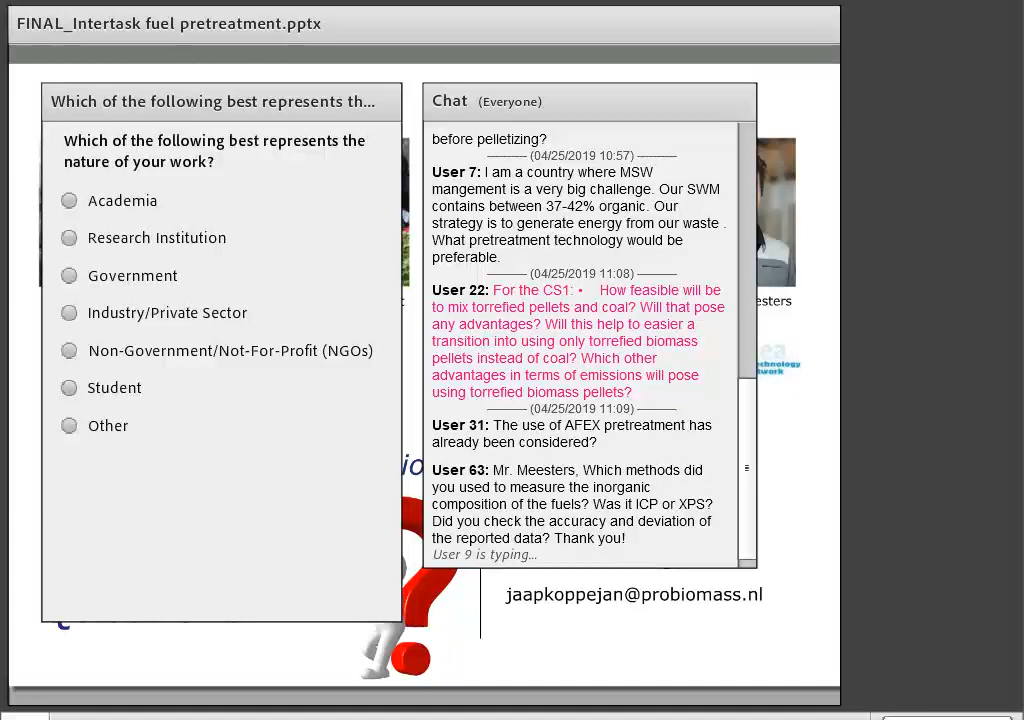 FINAL_Intertask fuel pretreatment.pptx
Which of the following best represents th...
Which of the following best represents the
nature of your work?
Academia
Research Institution
Government
Industry/Private Sector
Non-Government/Not-For-Profit (NGOs)
Student
Other
Chat (Everyone)
before pelletizing?
(04/25/2019 10:57)
User 7: I am a country where MSW
mangement is a very big challenge. Our SWM
contains between 37-42% organic. Our
strategy is to generate energy from our waste .
What pretreatment technology would be
preferable.
(04/25/2019 11:08)
User 22: For the CS1: • How feasible will be
to mix torrefied pellets and coal? Will that pose
any advantages? Will this help to easier a
transition into using only torrefied biomass
pellets instead of coal? Which other
advantages in terms of emissions will pose
using torrefied biomass pellets?
(04/25/2019 11:09)
User 31: The use of AFEX pretreatment has
already been considered?
User 63: Mr. Meesters, Which methods did
you used to measure the inorganic
composition of the fuels? Was it ICP or XPS?
Did you check the accuracy and deviation of
the reported data? Thank you!
User 9 is typing...
esters
echnology
twork
io
jaapkoppejan@probiomass.nl